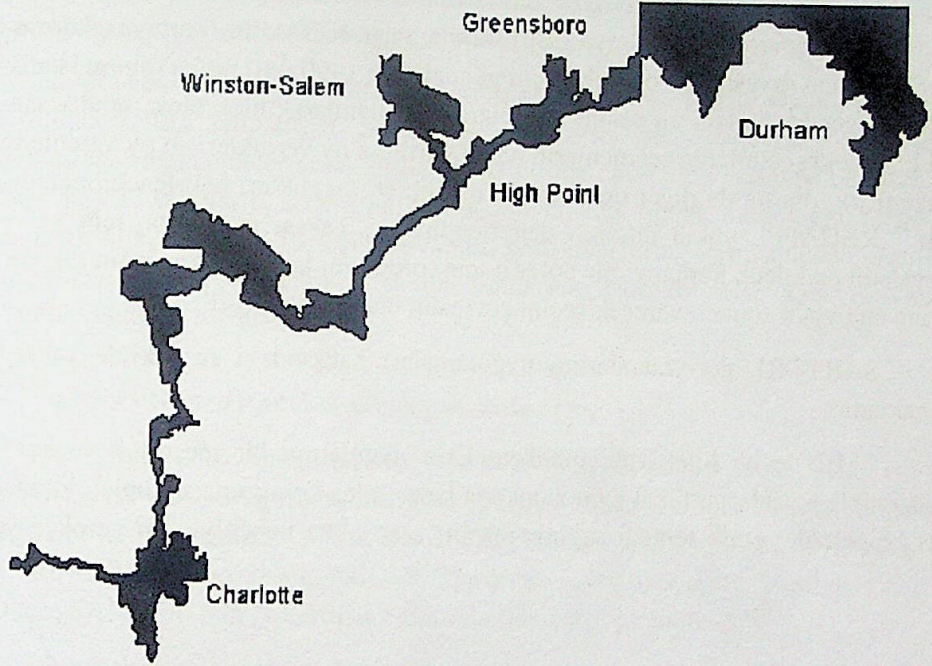 Greensboro
Winston-Salem
Durham
High Point
Charlotte